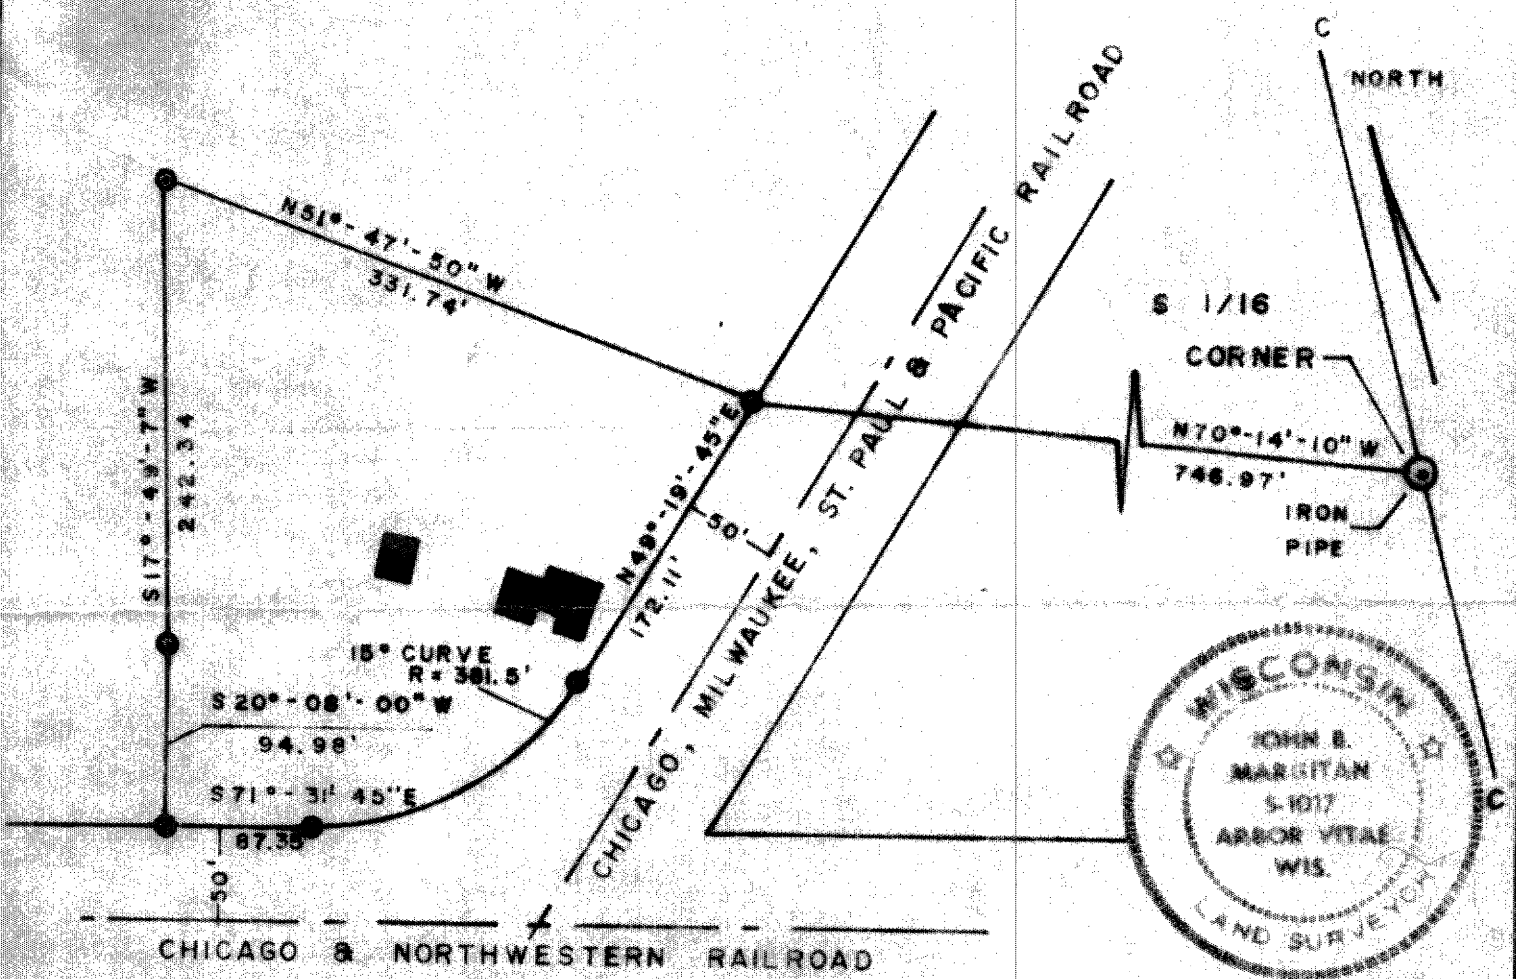 C
NORTH
N51°-47'-50" W
331.74'
S 1/16
CORNER
N70°-14'-10" W
746.97'
IRON
PIPE
S17°-49'-7" W
242.34
N49°-19'-45"E
172.11'
50'
CHICAGO, MILWAUKEE, ST. PAUL & PACIFIC RAILROAD
15° CURVE
R = 381.5'
S 20°-08'-00" W
94.98'
S 71°-31' 45"E
87.35'
50'
CHICAGO & NORTHWESTERN RAILROAD
WISCONSIN
JOHN B.
MARGITAN
S-1017
ARBOR VITAE
WIS.
LAND SURVEYOR
C